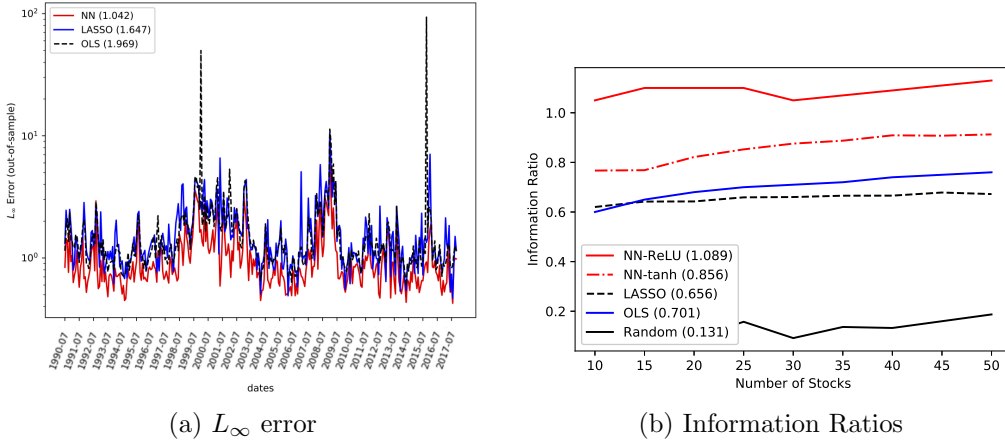 NN (1.042)
LASSO (1.647)
OLS (1.969)
10²
10¹
10⁰
L∞ Error (out-of-sample)
1990-07
1991-07
1992-07
1993-07
1994-07
1995-07
1996-07
1997-07
1998-07
1999-07
2000-07
2001-07
2002-07
2003-07
2004-07
2005-07
2006-07
2007-07
2008-07
2009-07
2010-07
2011-07
2012-07
2013-07
2014-07
2015-07
2016-07
2017-07
dates
(a) L∞ error
1.0
0.8
0.6
0.4
0.2
Information Ratio
NN-ReLU (1.089)
NN-tanh (0.856)
LASSO (0.656)
OLS (0.701)
Random (0.131)
10 15 20 25 30 35 40 45 50
Number of Stocks
(b) Information Ratios